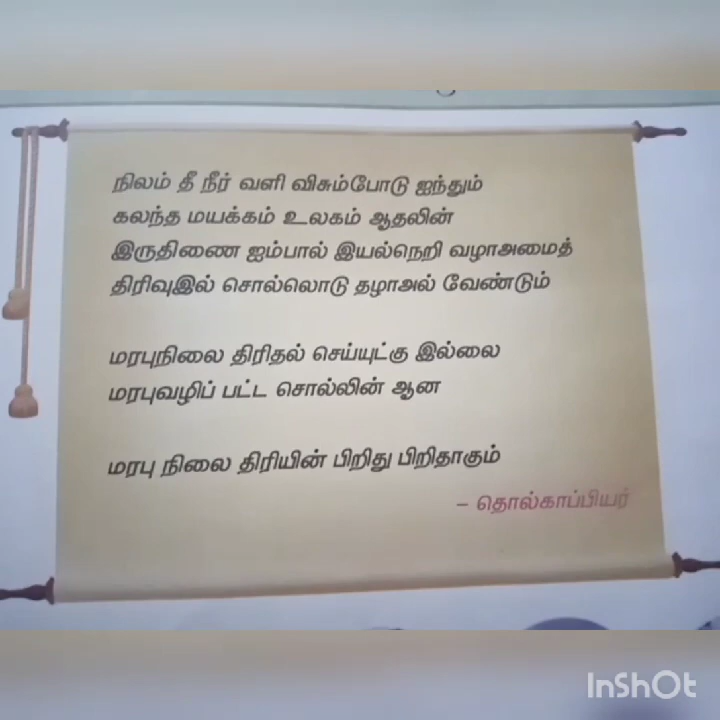 நிலம் தீ நீர் வளி விசும்போடு ஐந்தும்
கலந்த மயக்கம் உலகம் ஆதலின்
இருதிணை ஐம்பால் இயல்நெறி வழாஅமைத்
திரிவுஇல் சொல்லொடு தழாஅல் வேண்டும்
மரபுநிலை திரிதல் செய்யுட்கு இல்லை
மரபுவழிப் பட்ட சொல்லின் ஆன
மரபு நிலை திரியின் பிறிது பிறிதாகும்
– தொல்காப்பியர்
InShOt